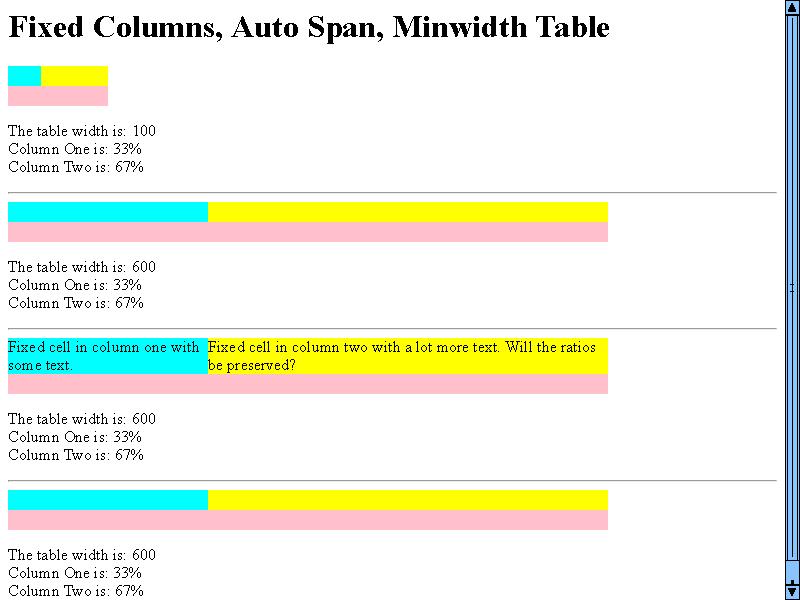 Fixed Columns, Auto Span, Minwidth Table
The table width is: 100
Column One is: 33%
Column Two is: 67%
The table width is: 600
Column One is: 33%
Column Two is: 67%
Fixed cell in column one with
some text.
Fixed cell in column two with a lot more text. Will the ratios
be preserved?
The table width is: 600
Column One is: 33%
Column Two is: 67%
The table width is: 600
Column One is: 33%
Column Two is: 67%